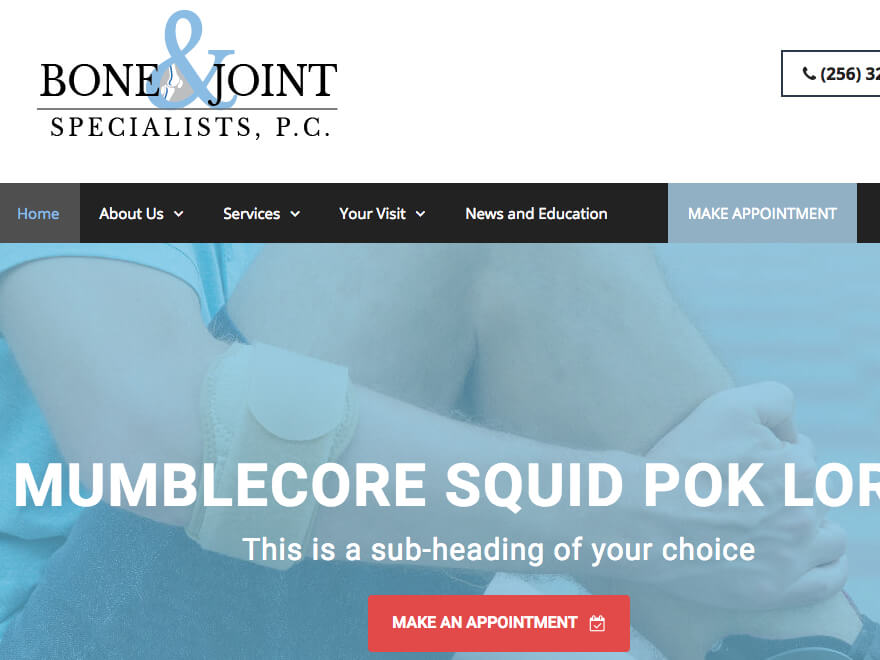 BONE & JOINT
SPECIALISTS, P.C.
(256) 32
Home About Us Services Your Visit News and Education MAKE APPOINTMENT
MUMBLECORE SQUID POK LOR
This is a sub-heading of your choice
MAKE AN APPOINTMENT